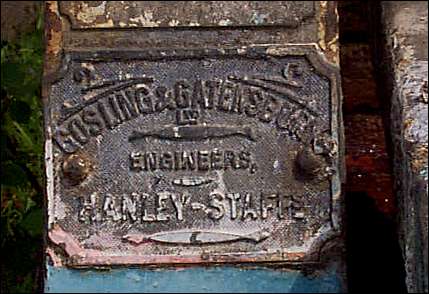 GOSLING & GATENSBURY
LD
ENGINEERS,
HANLEY-STAFFS